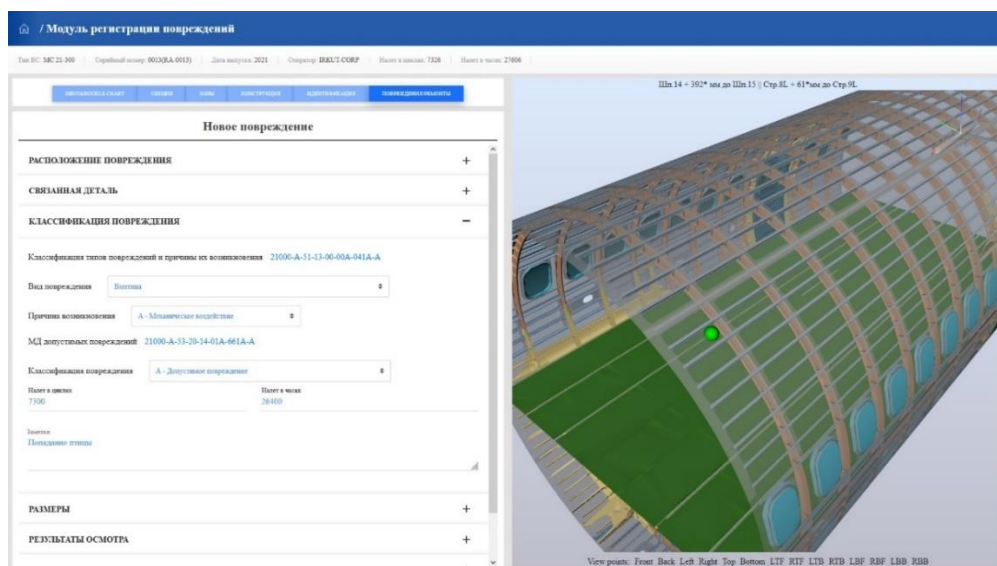 / Модуль регистрации повреждений
Тип ВС: МС 21-300 Серийный номер: 0013(RA-0013) Дата выпуска: 2021 Оператор: IRKUT-CORP Налет в циклах: 7326 Налет в часах: 27606
СЕКЦИИ ЗОНЫ КОНСТРУКЦИЯ ИДЕНТИФИКАЦИЯ ПОВРЕЖДЕНИЯ/РЕМОНТЫ
Новое повреждение
РАСПОЛОЖЕНИЕ ПОВРЕЖДЕНИЯ +
СВЯЗАННАЯ ДЕТАЛЬ +
КЛАССИФИКАЦИЯ ПОВРЕЖДЕНИЯ −
Классификация типов повреждений и причины их возникновения 21000-A-51-13-00-00A-041A-A
Вид повреждения Вмятина
Причина возникновения А - Механическое воздействие
МД допустимых повреждений 21000-A-53-20-14-01A-661A-A
Классификация повреждения А - Допустимое повреждение
Налет в циклах Налет в часах
7300 26400
Заметки
Попадание птицы
РАЗМЕРЫ +
РЕЗУЛЬТАТЫ ОСМОТРА +
Шп.14 + 392* мм до Шп.15 || Стр.8L + 61*мм до Стр.9L
View points: Front Back Left Right Top Bottom LTF RTF LTB RTB LBF RBF LBB RBB